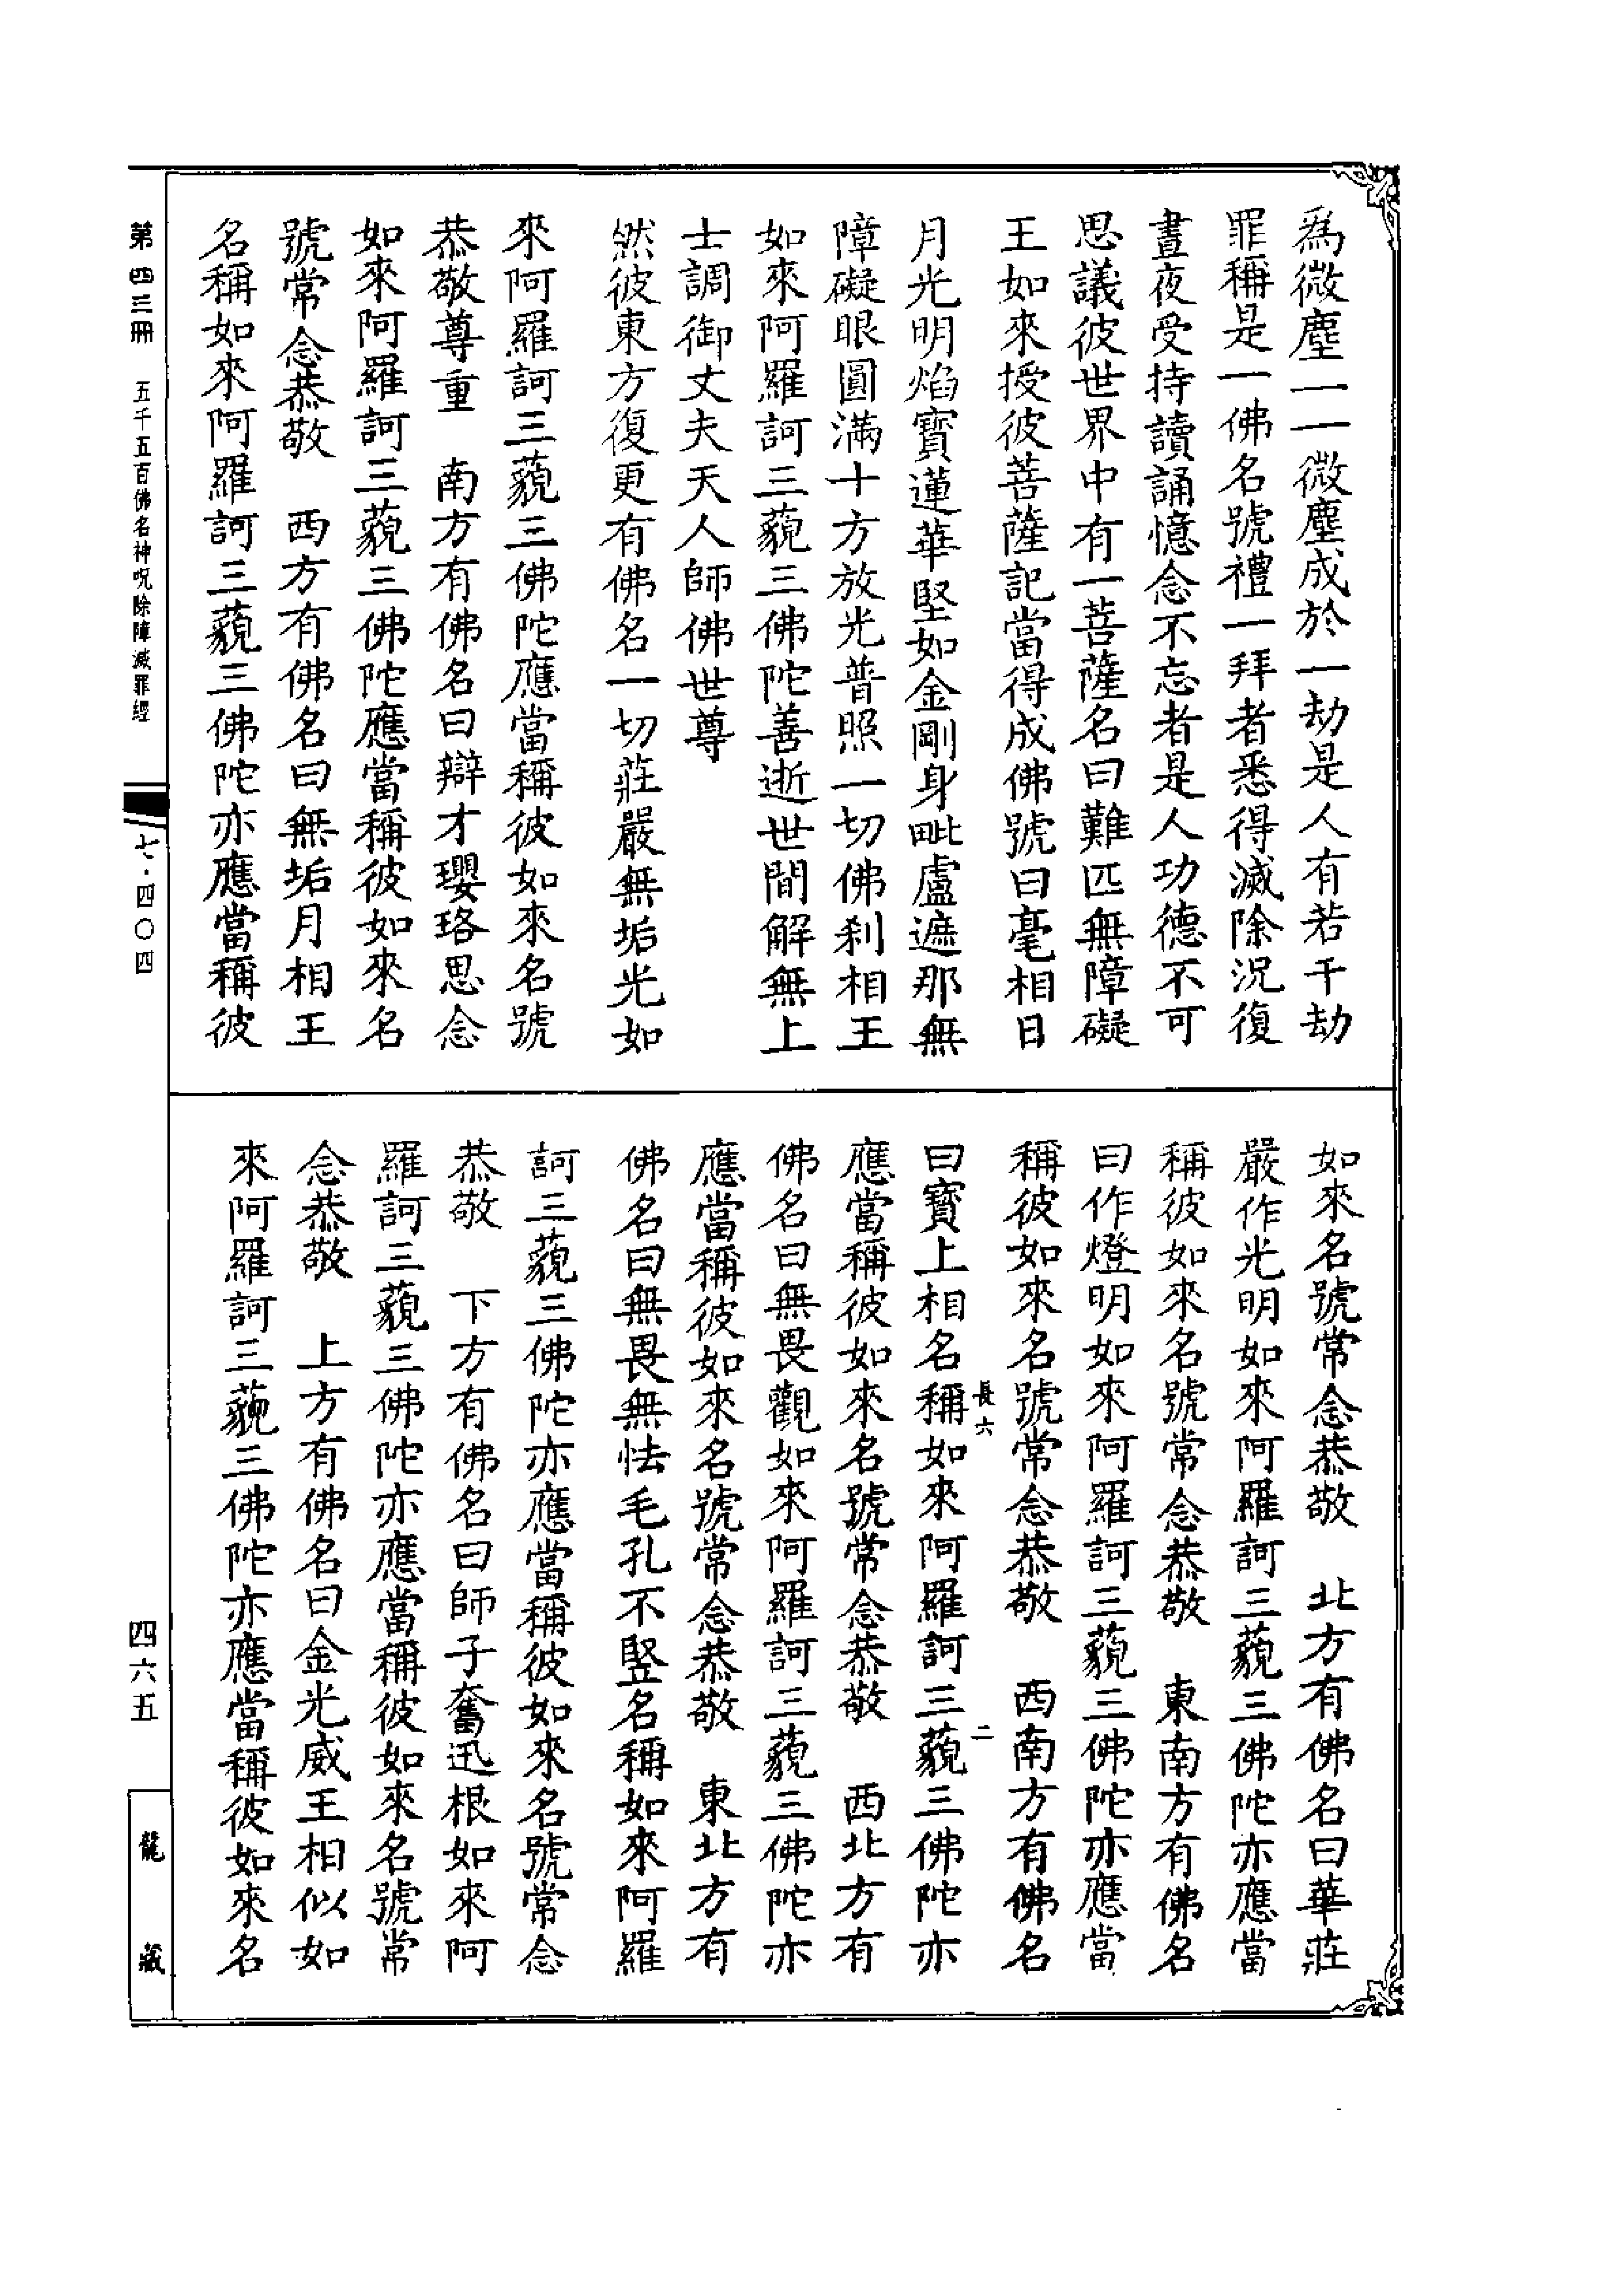 爲微塵一一微塵成於一劫是人有若干劫
罪稱是一佛名號禮一拜者悉得滅除況復
晝夜受持讀誦憶念不忘者是人功德不可
思議彼世界中有一菩薩名曰難匹無障礙
王如來授彼菩薩記當得成佛號曰毫相日
月光明焰寶蓮華堅如金剛身毗盧遮那無
障礙眼圓滿十方放光普照一切佛刹相王
如來阿羅訶三藐三佛陀善逝世間解無上
士調御丈夫天人師佛世尊
然彼東方復更有佛名一切莊嚴無垢光如
來阿羅訶三藐三佛陀應當稱彼如來名號
恭敬尊重　南方有佛名曰辯才瓔珞思念
如來阿羅訶三藐三佛陀應當稱彼如來名
號常念恭敬　西方有佛名曰無垢月相王
名稱如來阿羅訶三藐三佛陀亦應當稱彼
如來名號常念恭敬　北方有佛名曰華莊
嚴作光明如來阿羅訶三藐三佛陀亦應當
稱彼如來名號常念恭敬　東南方有佛名
曰作燈明如來阿羅訶三藐三佛陀亦應當
稱彼如來名號常念恭敬　西南方有佛名
長六　二
曰寶上相名稱如來阿羅訶三藐三佛陀亦
應當稱彼如來名號常念恭敬　西北方有
佛名曰無畏觀如來阿羅訶三藐三佛陀亦
應當稱彼如來名號常念恭敬　東北方有
佛名曰無畏無怯毛孔不竪名稱如來阿羅
訶三藐三佛陀亦應當稱彼如來名號常念
恭敬　下方有佛名曰師子奮迅根如來阿
羅訶三藐三佛陀亦應當稱彼如來名號常
念恭敬　上方有佛名曰金光威王相似如
來阿羅訶三藐三佛陀亦應當稱彼如來名
第四三冊　五千五百佛名神呪除障滅罪經
七·四〇四
四六五
龍藏